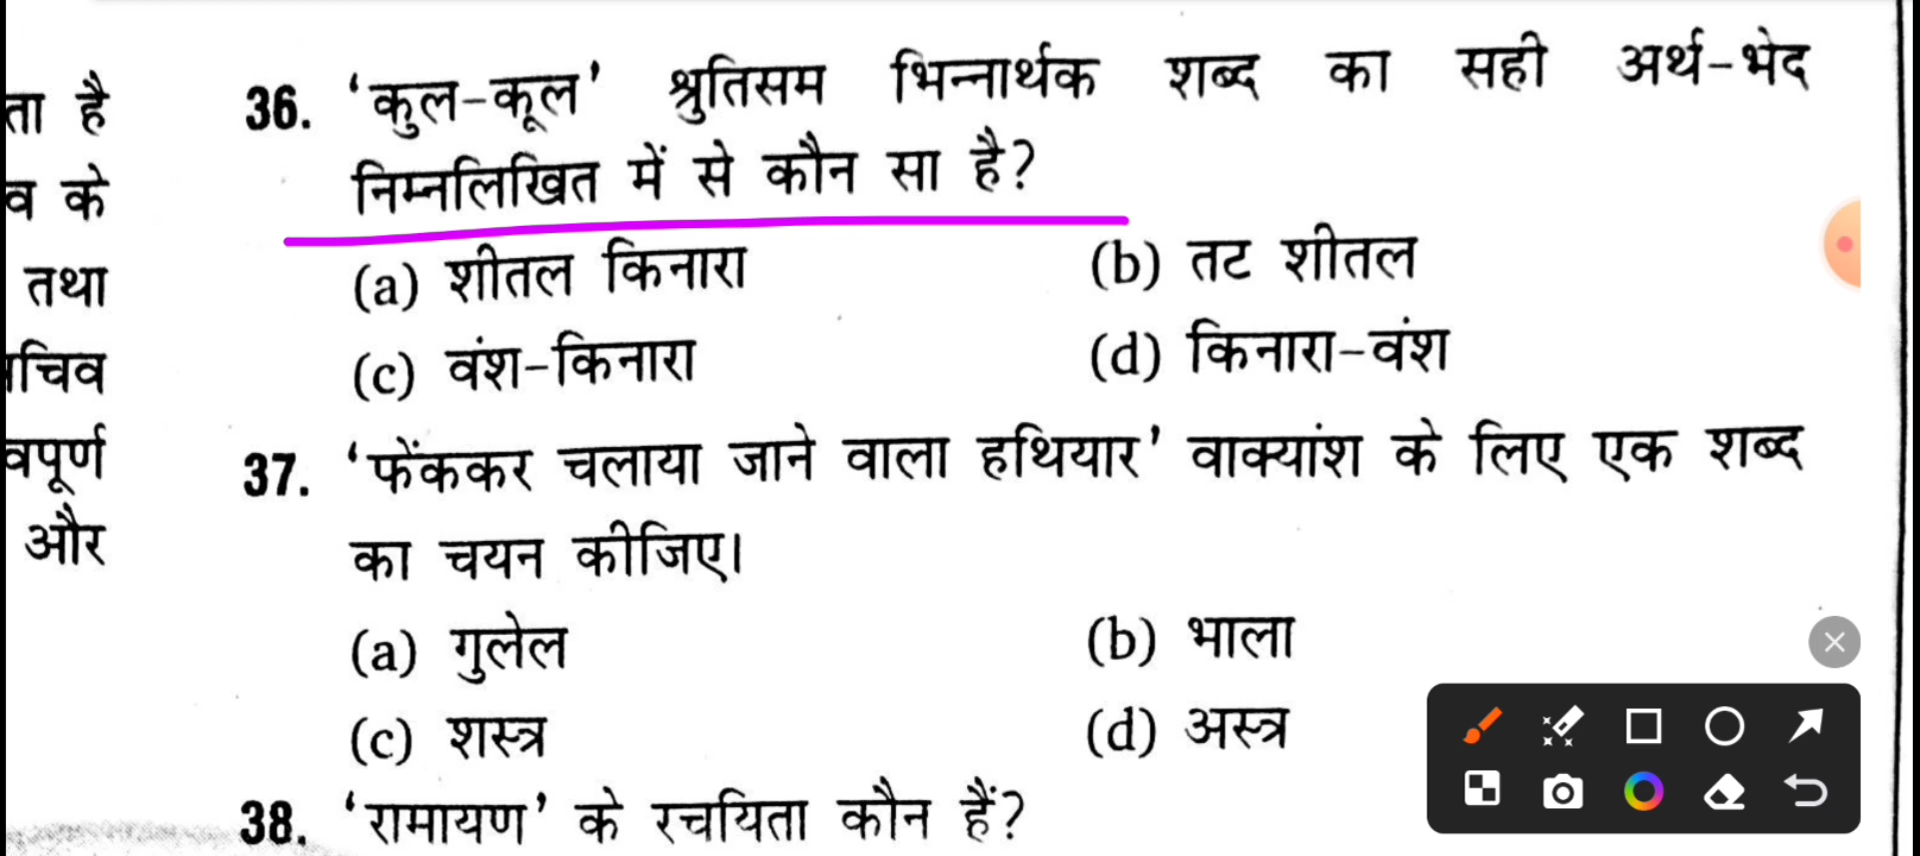 ता है
व के
तथा
चिव
वपूर्ण
और
36. ‘कुल-कूल’ श्रुतिसम भिन्नार्थक शब्द का सही अर्थ-भेद
निम्नलिखित में से कौन सा है?
(a) शीतल किनारा (b) तट शीतल
(c) वंश-किनारा (d) किनारा-वंश
37. ‘फेंककर चलाया जाने वाला हथियार’ वाक्यांश के लिए एक शब्द
का चयन कीजिए।
(a) गुलेल (b) भाला
(c) शस्त्र (d) अस्त्र
38. ‘रामायण’ के रचयिता कौन हैं?